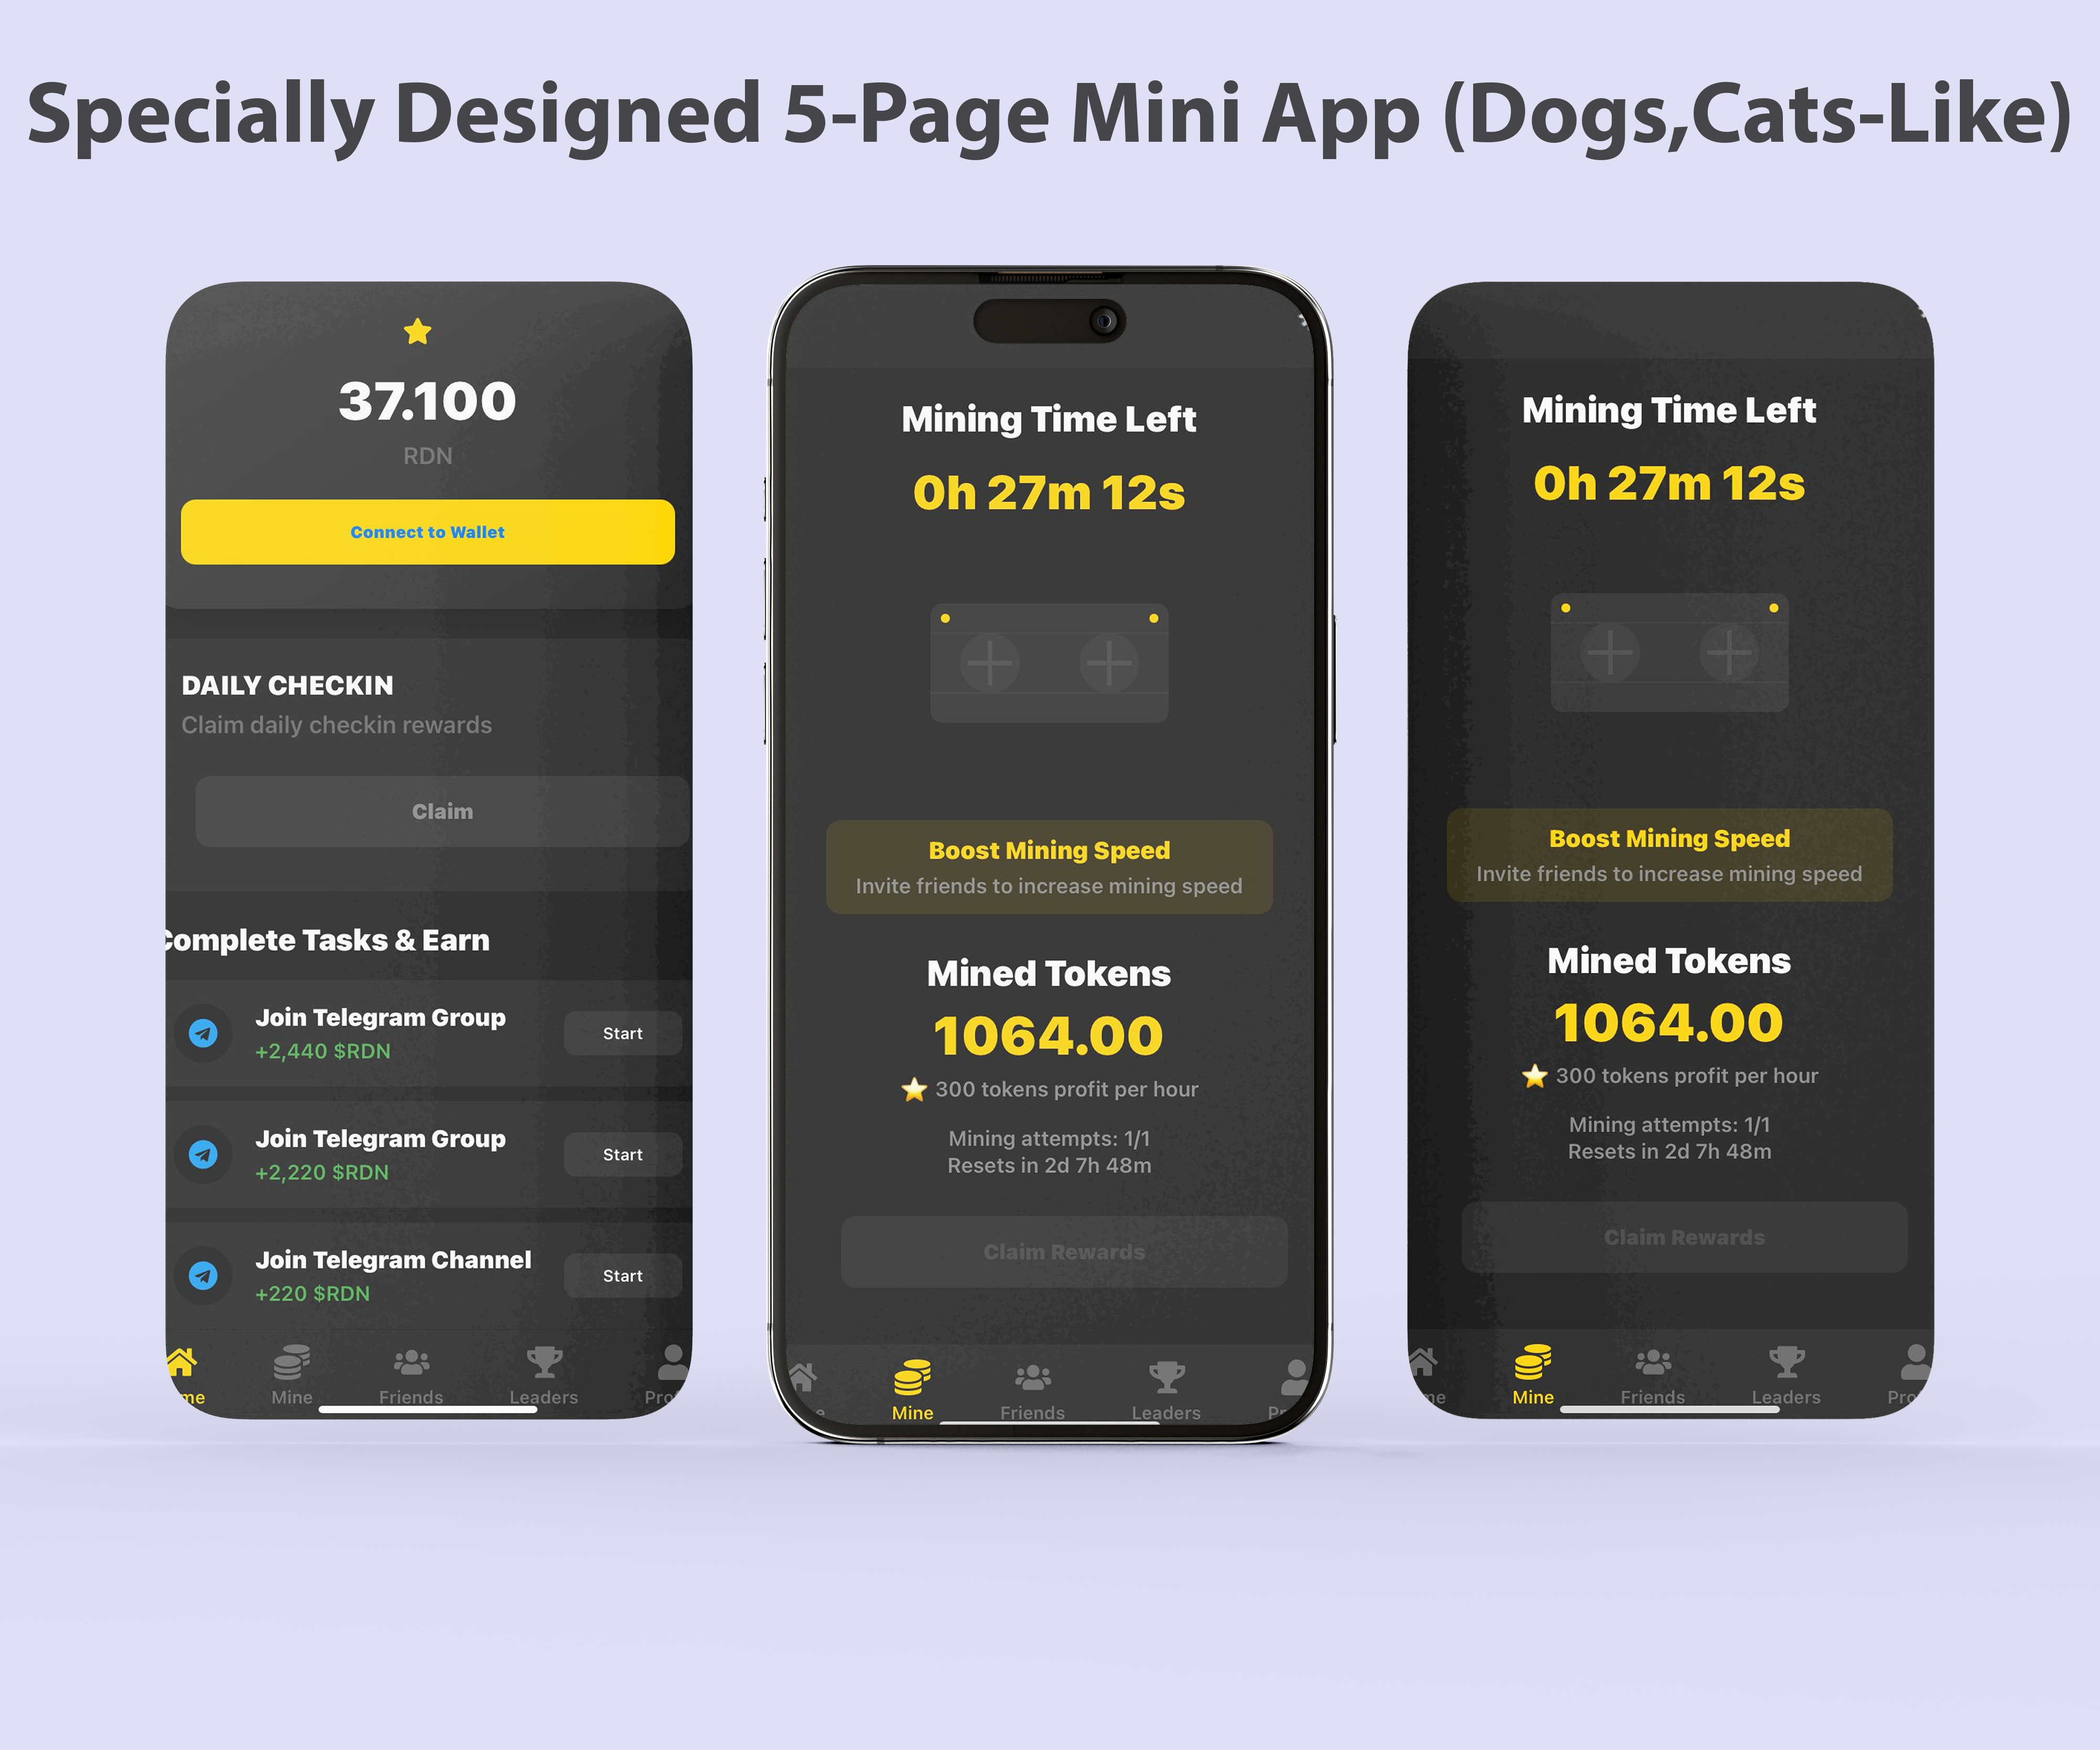 Specially Designed 5-Page Mini App (Dogs,Cats-Like)
37.100
RDN
Connect to Wallet
DAILY CHECKIN
Claim daily checkin rewards
Claim
Complete Tasks & Earn
Join Telegram Group
+2,440 $RDN
Start
Join Telegram Group
+2,220 $RDN
Start
Join Telegram Channel
+220 $RDN
Start
me
Mine
Friends
Leaders
Prof
Mining Time Left
0h 27m 12s
Boost Mining Speed
Invite friends to increase mining speed
Mined Tokens
1064.00
300 tokens profit per hour
Mining attempts: 1/1
Resets in 2d 7h 48m
Claim Rewards
e
Mine
Friends
Leaders
Pr
Mining Time Left
0h 27m 12s
Boost Mining Speed
Invite friends to increase mining speed
Mined Tokens
1064.00
300 tokens profit per hour
Mining attempts: 1/1
Resets in 2d 7h 48m
Claim Rewards
me
Mine
Friends
Leaders
Pro